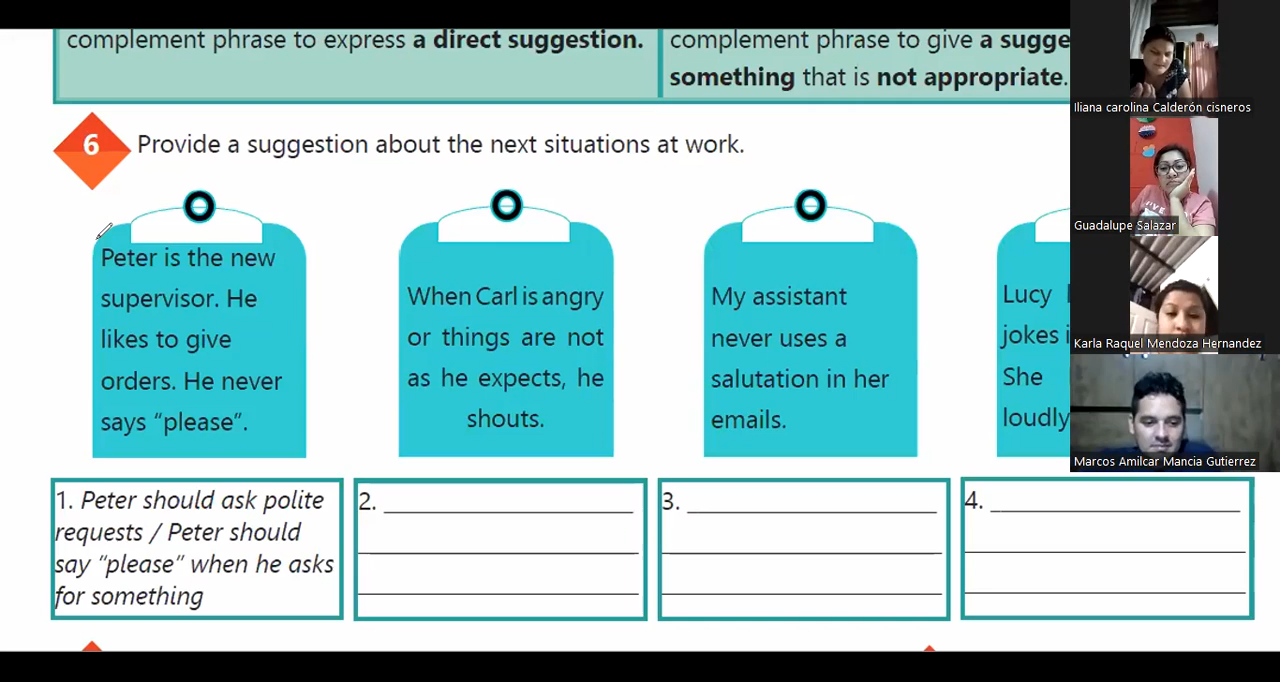 complement phrase to express a direct suggestion.
complement phrase to give a sugge
something that is not appropriate.
6
Provide a suggestion about the next situations at work.
Peter is the new
supervisor. He
likes to give
orders. He never
says “please”.
When Carl is angry
or things are not
as he expects, he
shouts.
My assistant
never uses a
salutation in her
emails.
Lucy
jokes i
She
loudly
1. Peter should ask polite
requests / Peter should
say “please” when he asks
for something
2.
3.
4.
Iliana carolina Calderón cisneros
Guadalupe Salazar
Karla Raquel Mendoza Hernandez
Marcos Amilcar Mancia Gutierrez